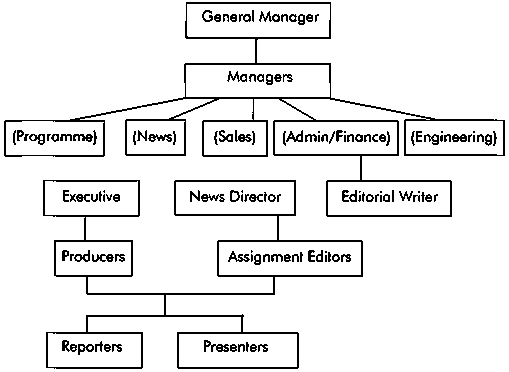 General Manager
Managers
(Programme)
(News)
(Sales)
(Admin/Finance)
(Engineering)
Executive
News Director
Editorial Writer
Producers
Assignment Editors
Reporters
Presenters